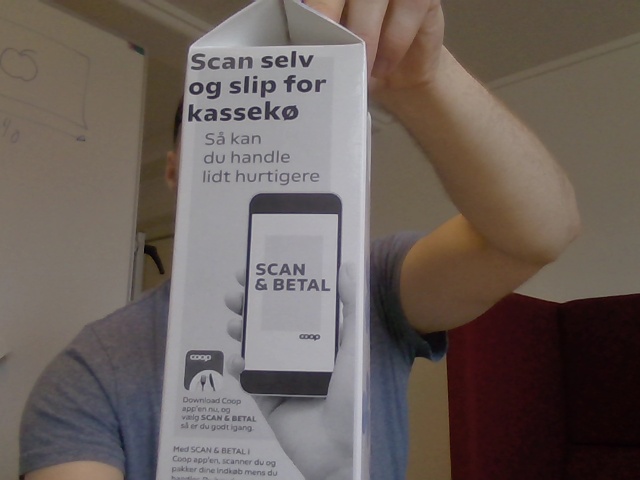 Scan selv
og slip for
kassekø
Så kan
du handle
lidt hurtigere
SCAN
& BETAL
coop
coop
Download Coop
app'en nu, og
vælg SCAN & BETAL
så er du godt igang.
Med SCAN & BETAL i
Coop app'en, scanner du og
pakker dine indkøb mens du